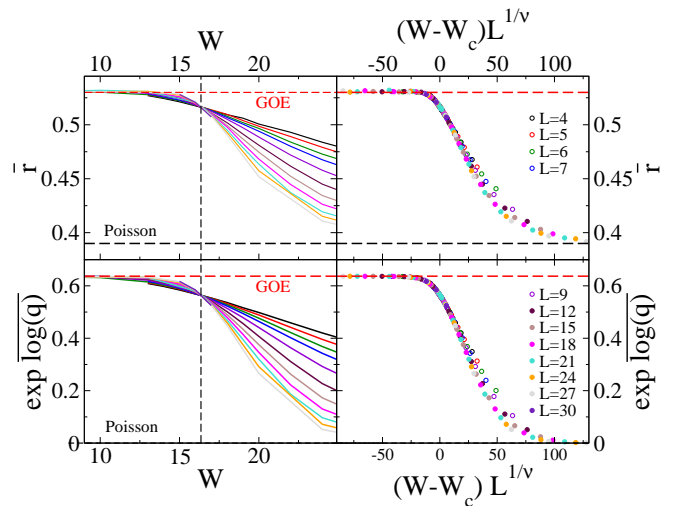 W
(W-W_c)L^{1/ν}
10 15 20
-50 0 50 100
GOE
L=4
L=5
L=6
L=7
0.5
0.45
0.4
r̄
0.5
0.45
0.4
r̄
Poisson
GOE
L=9
L=12
L=15
L=18
L=21
L=24
L=27
L=30
0.6
0.4
0.2
0
exp \overline{log(q)}
0.6
0.4
0.2
0
exp \overline{log(q)}
Poisson
10 15 20
-50 0 50 100
W
(W-W_c) L^{1/ν}